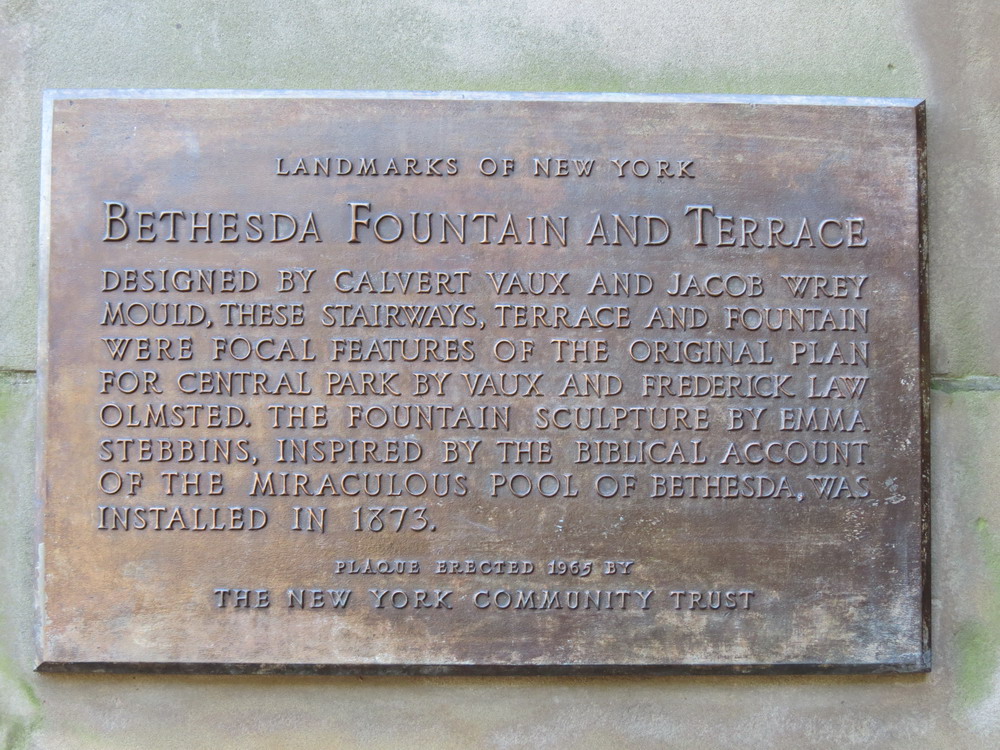 LANDMARKS OF NEW YORK
BETHESDA FOUNTAIN AND TERRACE
DESIGNED BY CALVERT VAUX AND JACOB WREY
MOULD, THESE STAIRWAYS, TERRACE AND FOUNTAIN
WERE FOCAL FEATURES OF THE ORIGINAL PLAN
FOR CENTRAL PARK BY VAUX AND FREDERICK LAW
OLMSTED. THE FOUNTAIN SCULPTURE BY EMMA
STEBBINS, INSPIRED BY THE BIBLICAL ACCOUNT
OF THE MIRACULOUS POOL OF BETHESDA, WAS
INSTALLED IN 1873.
PLAQUE ERECTED 1965 BY
THE NEW YORK COMMUNITY TRUST